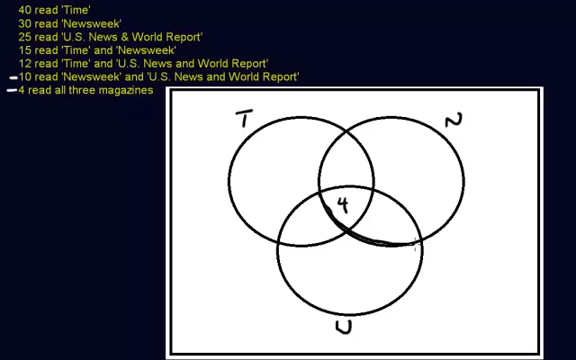 40 read 'Time'
30 read 'Newsweek'
25 read 'U.S. News & World Report'
15 read 'Time' and 'Newsweek'
12 read 'Time' and 'U.S. News and World Report'
10 read 'Newsweek' and 'U.S. News and World Report'
4 read all three magazines
T
N
4
U